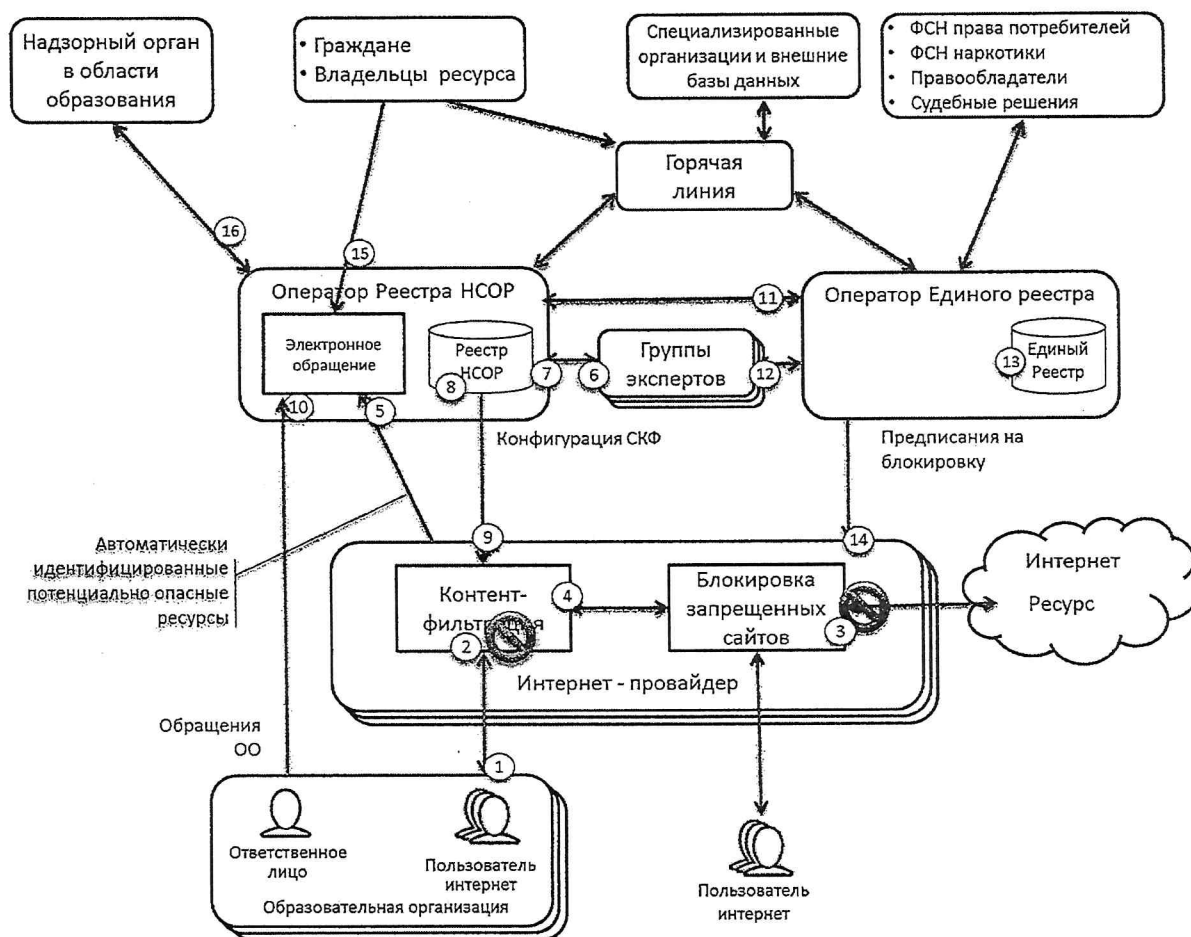 Надзорный орган
в области
образования
• Граждане
• Владельцы ресурса
Специализированные
организации и внешние
базы данных
• ФСН права потребителей
• ФСН наркотики
• Правообладатели
• Судебные решения
Горячая
линия
16
15
Оператор Реестра НСОР
11
Оператор Единого реестра
Электронное
обращение
Реестр
НСОР
8
7
6
Группы
экспертов
12
13
Единый
Реестр
10
5
Конфигурация СКФ
Предписания на
блокировку
Автоматически
идентифицированные
потенциально опасные
ресурсы
9
14
Контент-
фильтрация
2
4
Блокировка
запрещенных
сайтов
3
Интернет
Ресурс
Интернет - провайдер
Обращения
ОО
1
Ответственное
лицо
Пользователь
интернет
Образовательная организация
Пользователь
интернет